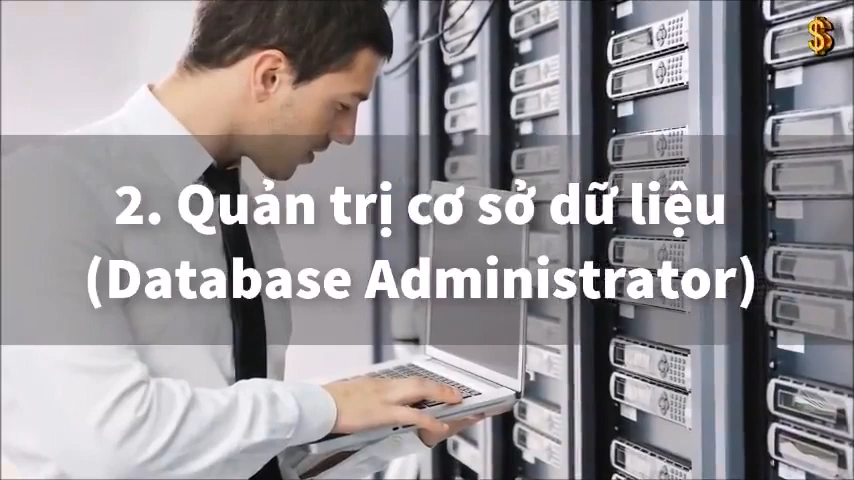 2. Quản trị cơ sở dữ liệu
(Database Administrator)